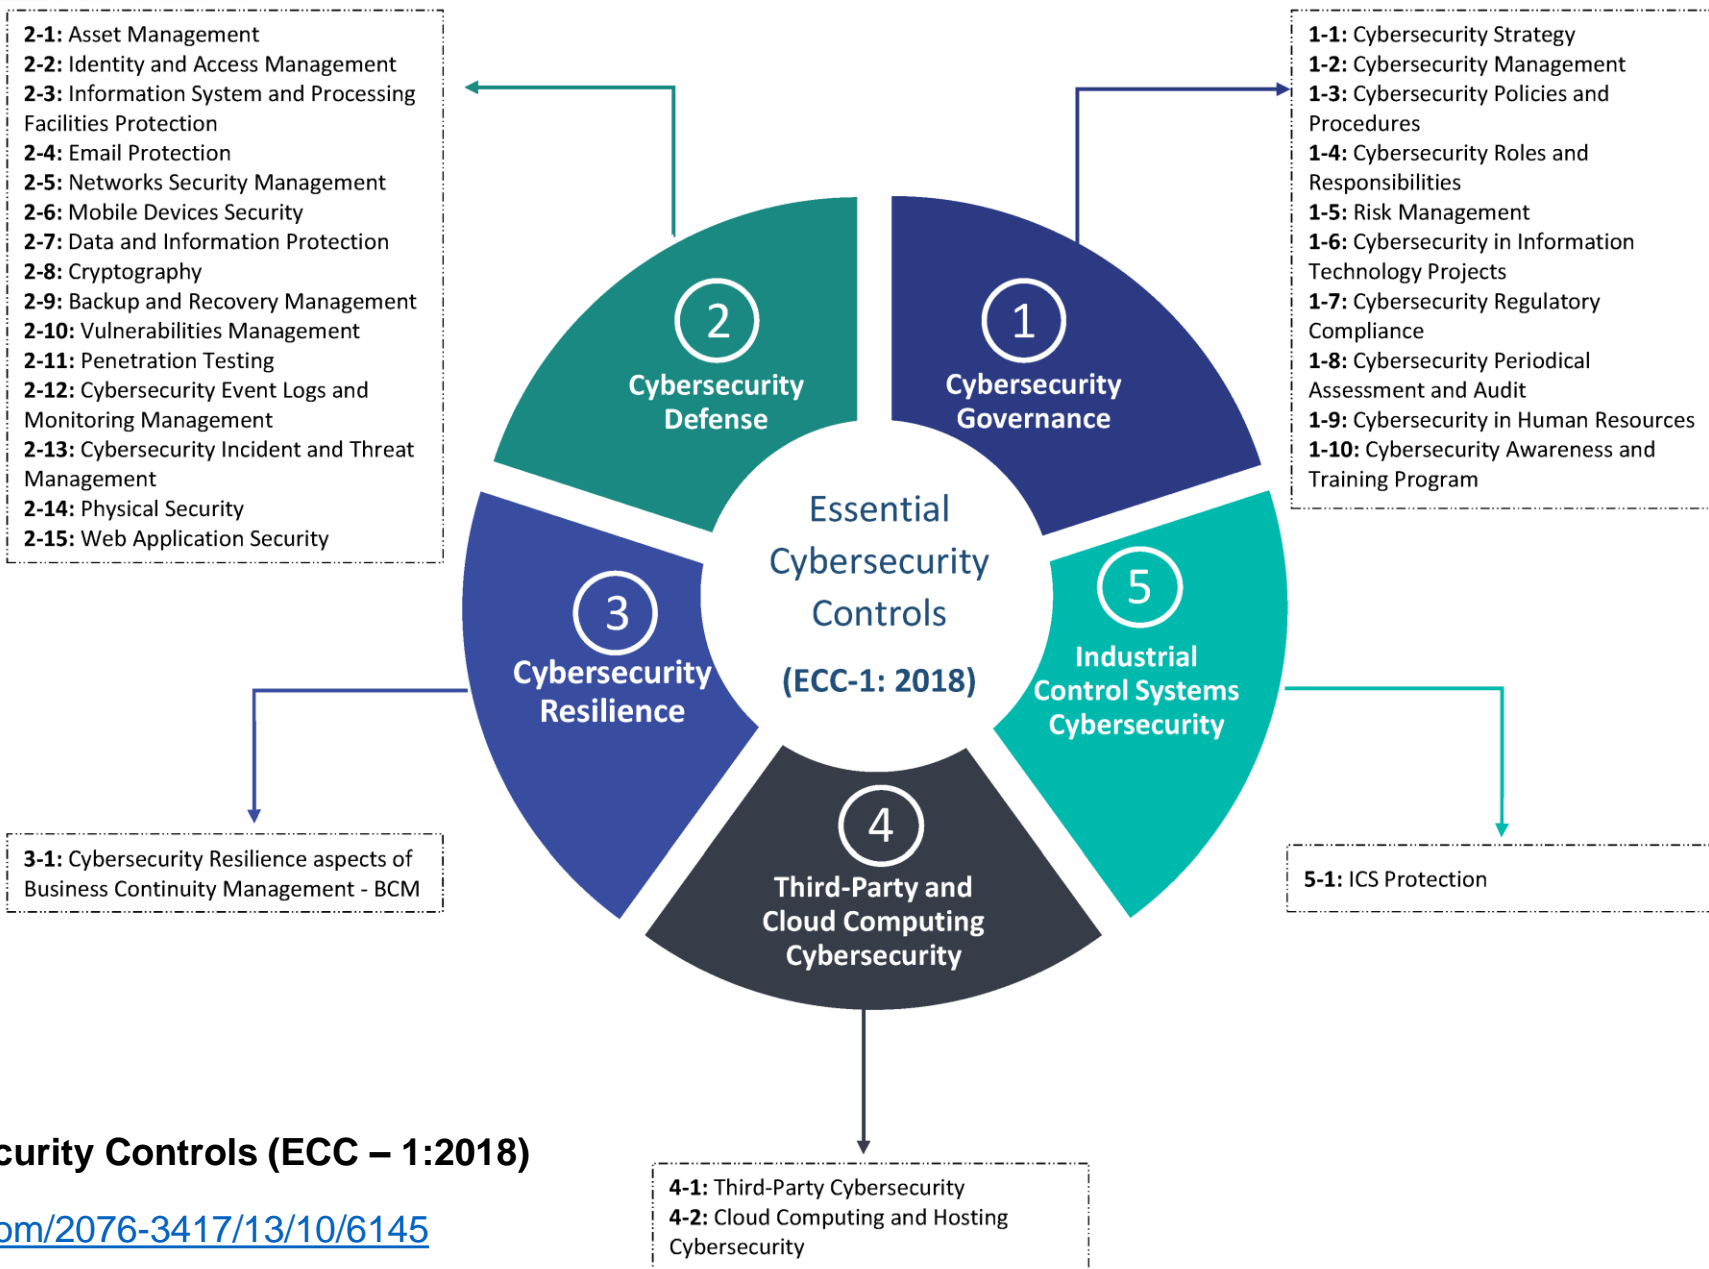 2-1: Asset Management
2-2: Identity and Access Management
2-3: Information System and Processing
Facilities Protection
2-4: Email Protection
2-5: Networks Security Management
2-6: Mobile Devices Security
2-7: Data and Information Protection
2-8: Cryptography
2-9: Backup and Recovery Management
2-10: Vulnerabilities Management
2-11: Penetration Testing
2-12: Cybersecurity Event Logs and
Monitoring Management
2-13: Cybersecurity Incident and Threat
Management
2-14: Physical Security
2-15: Web Application Security
1-1: Cybersecurity Strategy
1-2: Cybersecurity Management
1-3: Cybersecurity Policies and
Procedures
1-4: Cybersecurity Roles and
Responsibilities
1-5: Risk Management
1-6: Cybersecurity in Information
Technology Projects
1-7: Cybersecurity Regulatory
Compliance
1-8: Cybersecurity Periodical
Assessment and Audit
1-9: Cybersecurity in Human Resources
1-10: Cybersecurity Awareness and
Training Program
2
Cybersecurity
Defense
1
Cybersecurity
Governance
Essential
Cybersecurity
Controls
(ECC-1: 2018)
3
Cybersecurity
Resilience
5
Industrial
Control Systems
Cybersecurity
4
Third-Party and
Cloud Computing
Cybersecurity
3-1: Cybersecurity Resilience aspects of
Business Continuity Management - BCM
5-1: ICS Protection
curity Controls (ECC – 1:2018)
om/2076-3417/13/10/6145
4-1: Third-Party Cybersecurity
4-2: Cloud Computing and Hosting
Cybersecurity